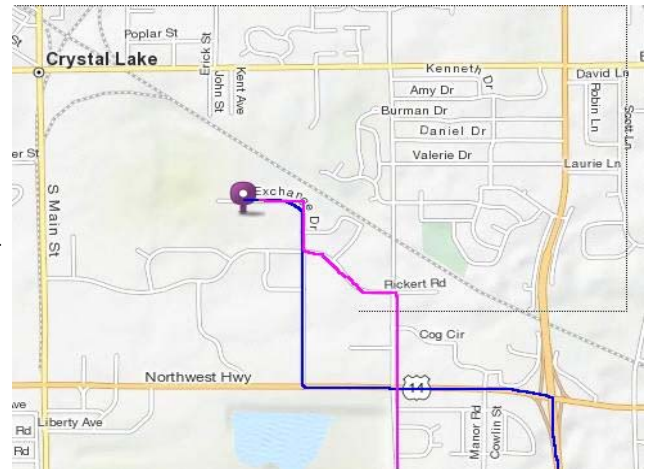 Poplar St
Erick St
St
Crystal Lake
John St
Kent Ave
Kenneth Dr
David Ln
Amy Dr
Robin Ln
Burman Dr
Scott Ln
Daniel Dr
er St
Valerie Dr
Laurie Ln
S Main St
Exchange Dr
Rickert Rd
Cog Cir
Northwest Hwy
14
ve
Liberty Ave
Manor Rd
Cowlin St
Rd
Rd